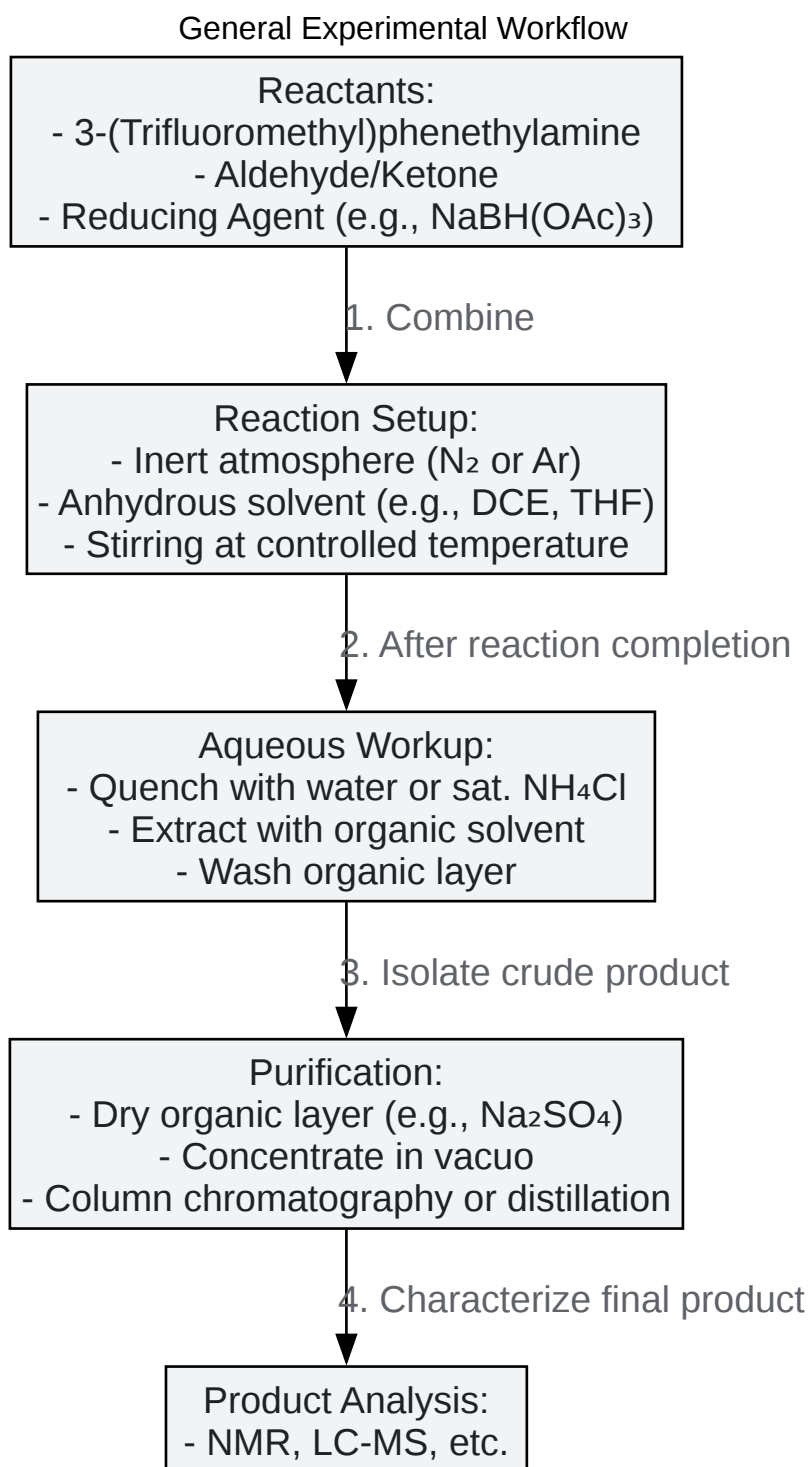 General Experimental Workflow
Reactants:
- 3-(Trifluoromethyl)phenethylamine
- Aldehyde/Ketone
- Reducing Agent (e.g., NaBH(OAc)₃)
1. Combine
Reaction Setup:
- Inert atmosphere (N₂ or Ar)
- Anhydrous solvent (e.g., DCE, THF)
- Stirring at controlled temperature
2. After reaction completion
Aqueous Workup:
- Quench with water or sat. NH₄Cl
- Extract with organic solvent
- Wash organic layer
3. Isolate crude product
Purification:
- Dry organic layer (e.g., Na₂SO₄)
- Concentrate in vacuo
- Column chromatography or distillation
4. Characterize final product
Product Analysis:
- NMR, LC-MS, etc.